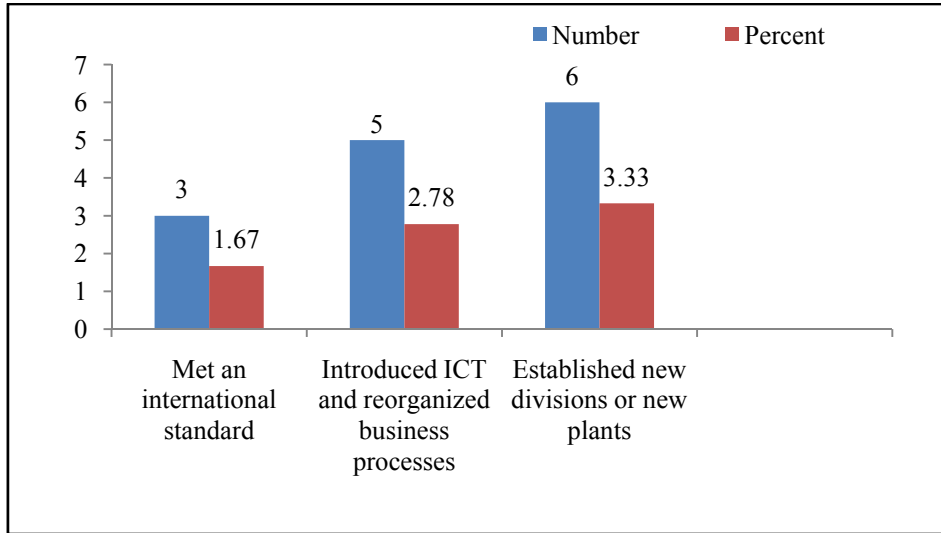 Number Percent
7
6
5
4
3
2
1
0
3
1.67
5
2.78
6
3.33
Met an
international
standard
Introduced ICT
and reorganized
business
processes
Established new
divisions or new
plants